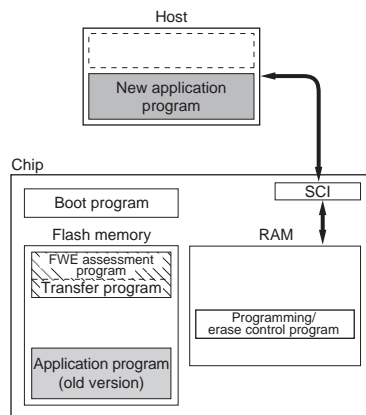 Host
New application
program
Chip
SCI
Boot program
Flash memory
RAM
FWE assessment
program
Transfer program
Programming/
erase control program
Application program
(old version)